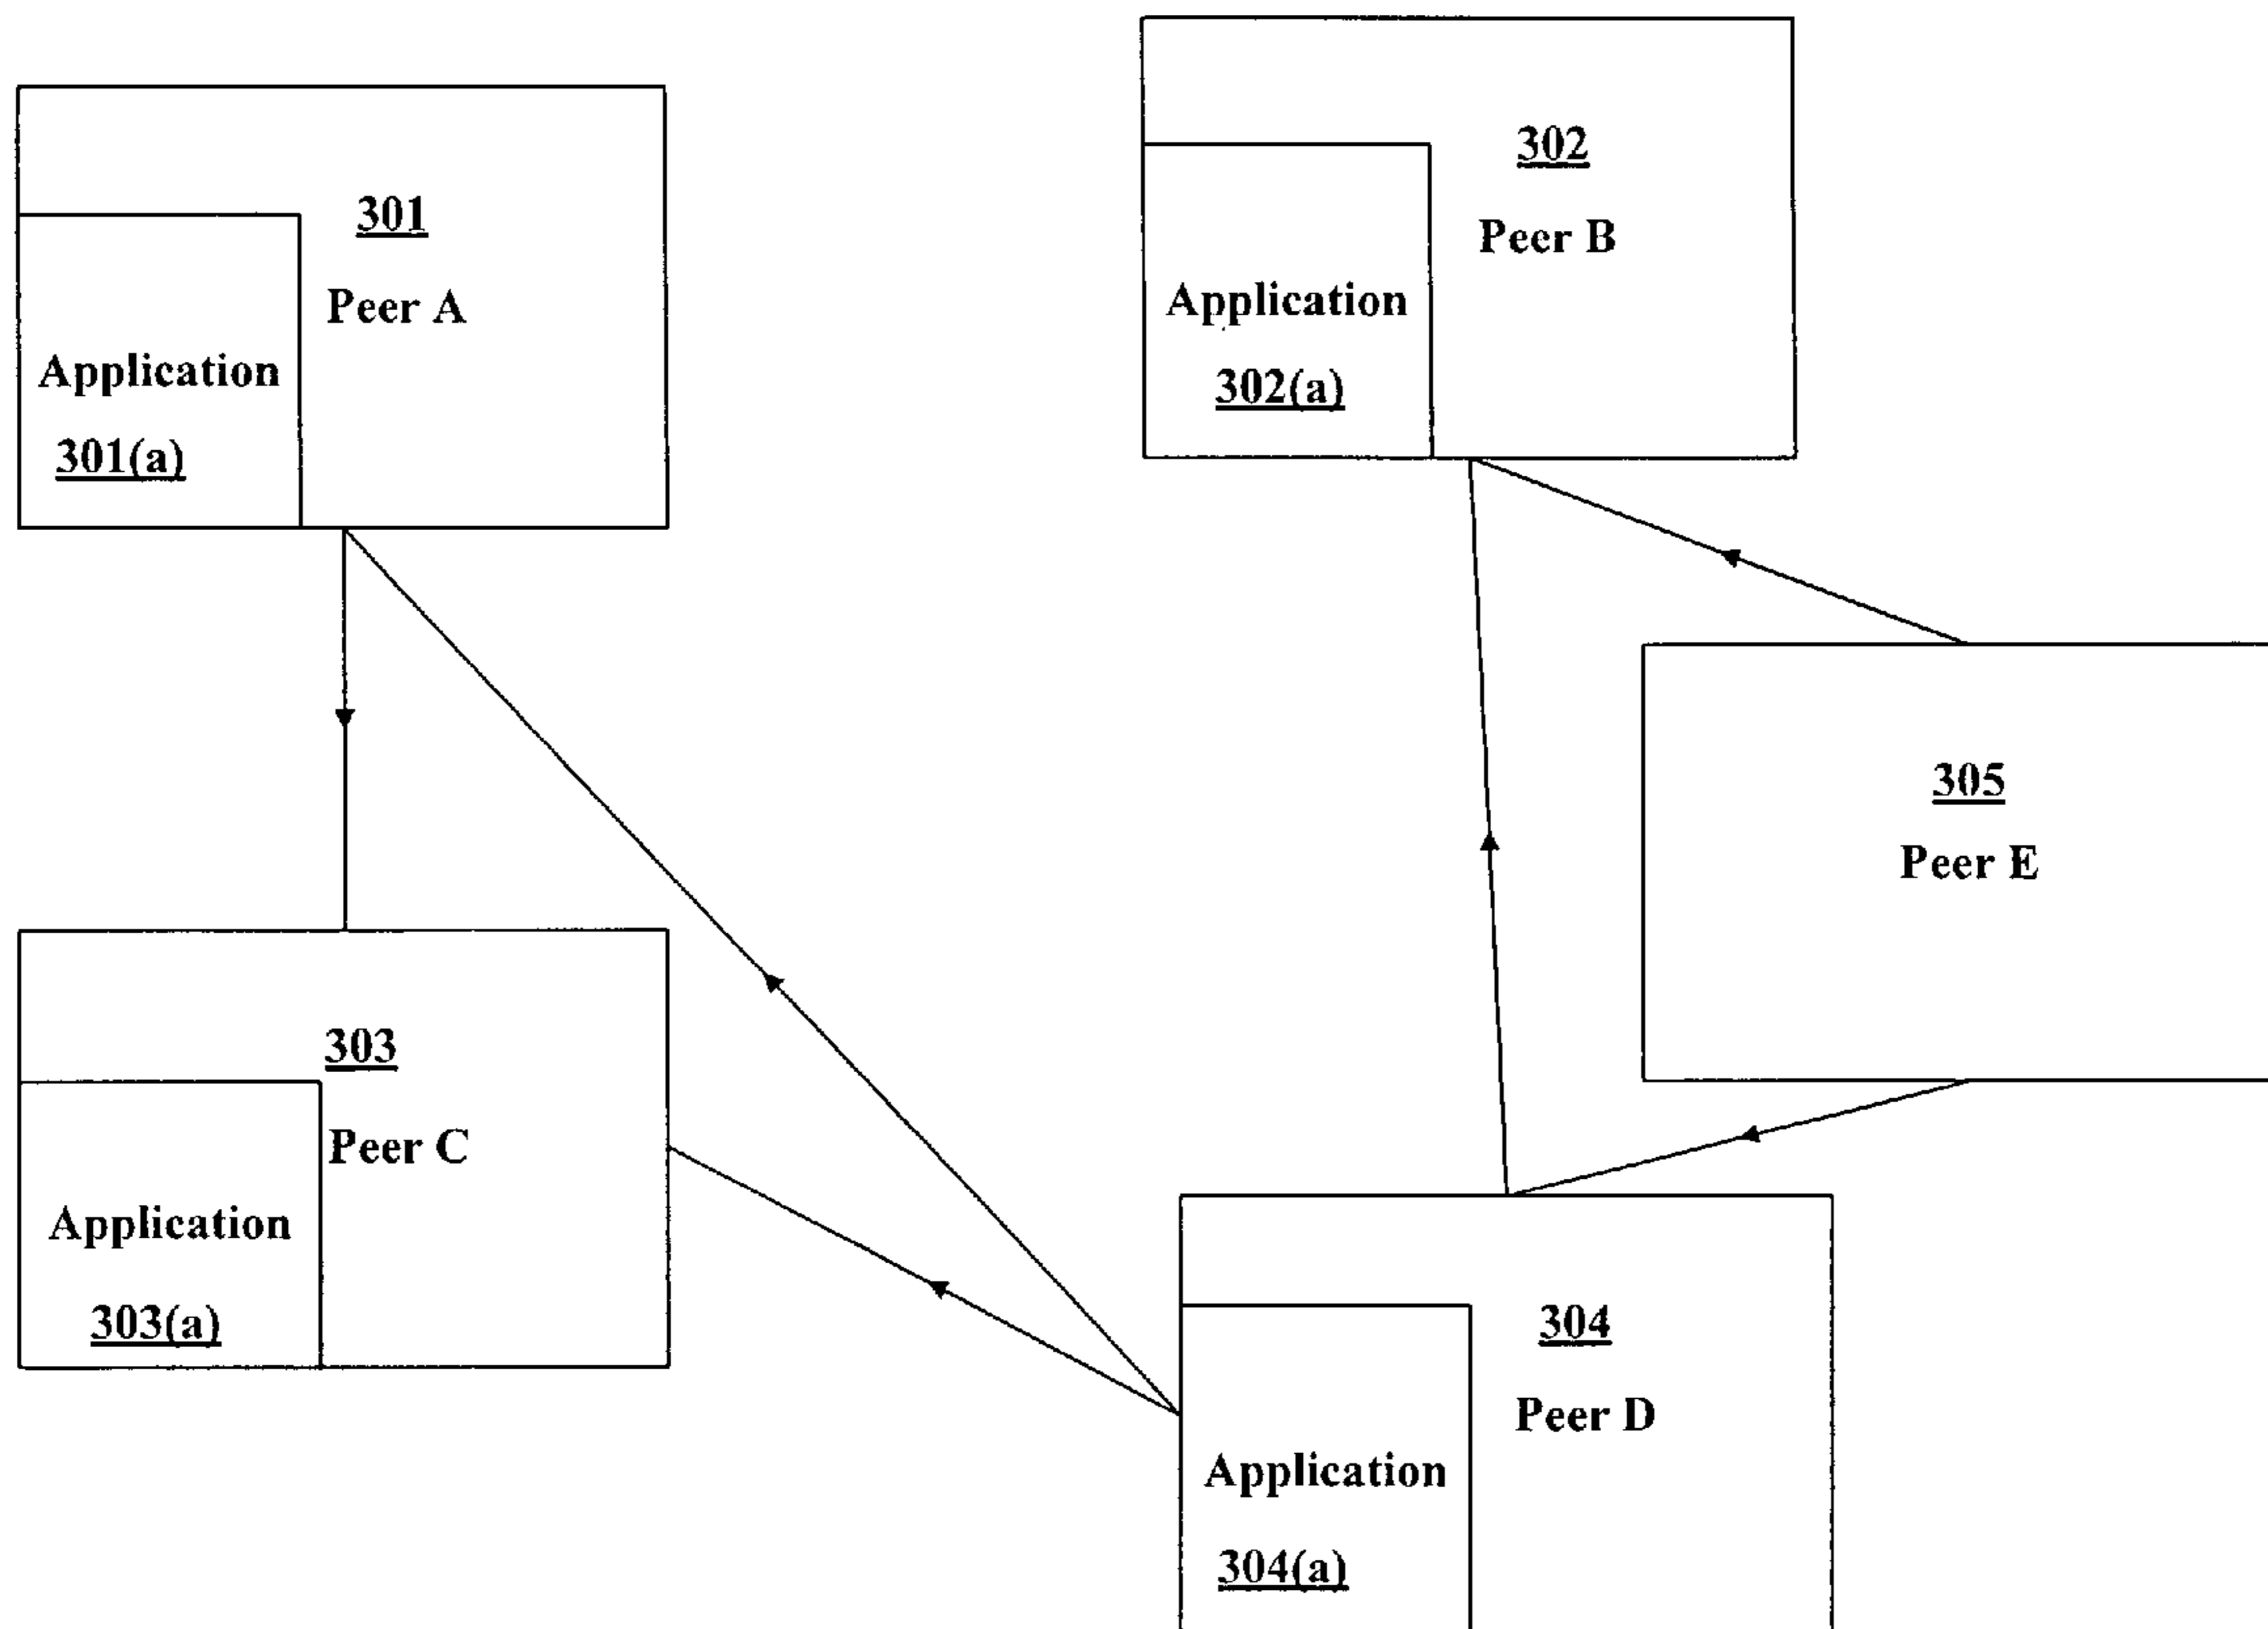 301
Peer A
Application
301(a)
302
Peer B
Application
302(a)
305
Peer E
303
Peer C
Application
303(a)
304
Peer D
Application
304(a)